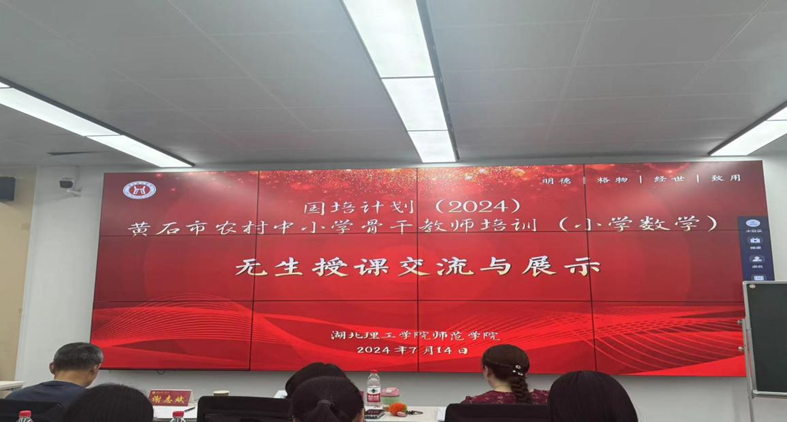 明德 | 格物 | 经世 | 致用
国培计划（2024）
黄石市农村中小学骨干教师培训（小学数学）
无生授课交流与展示
湖北理工学院师范学院
2024年7月14日
谢志斌